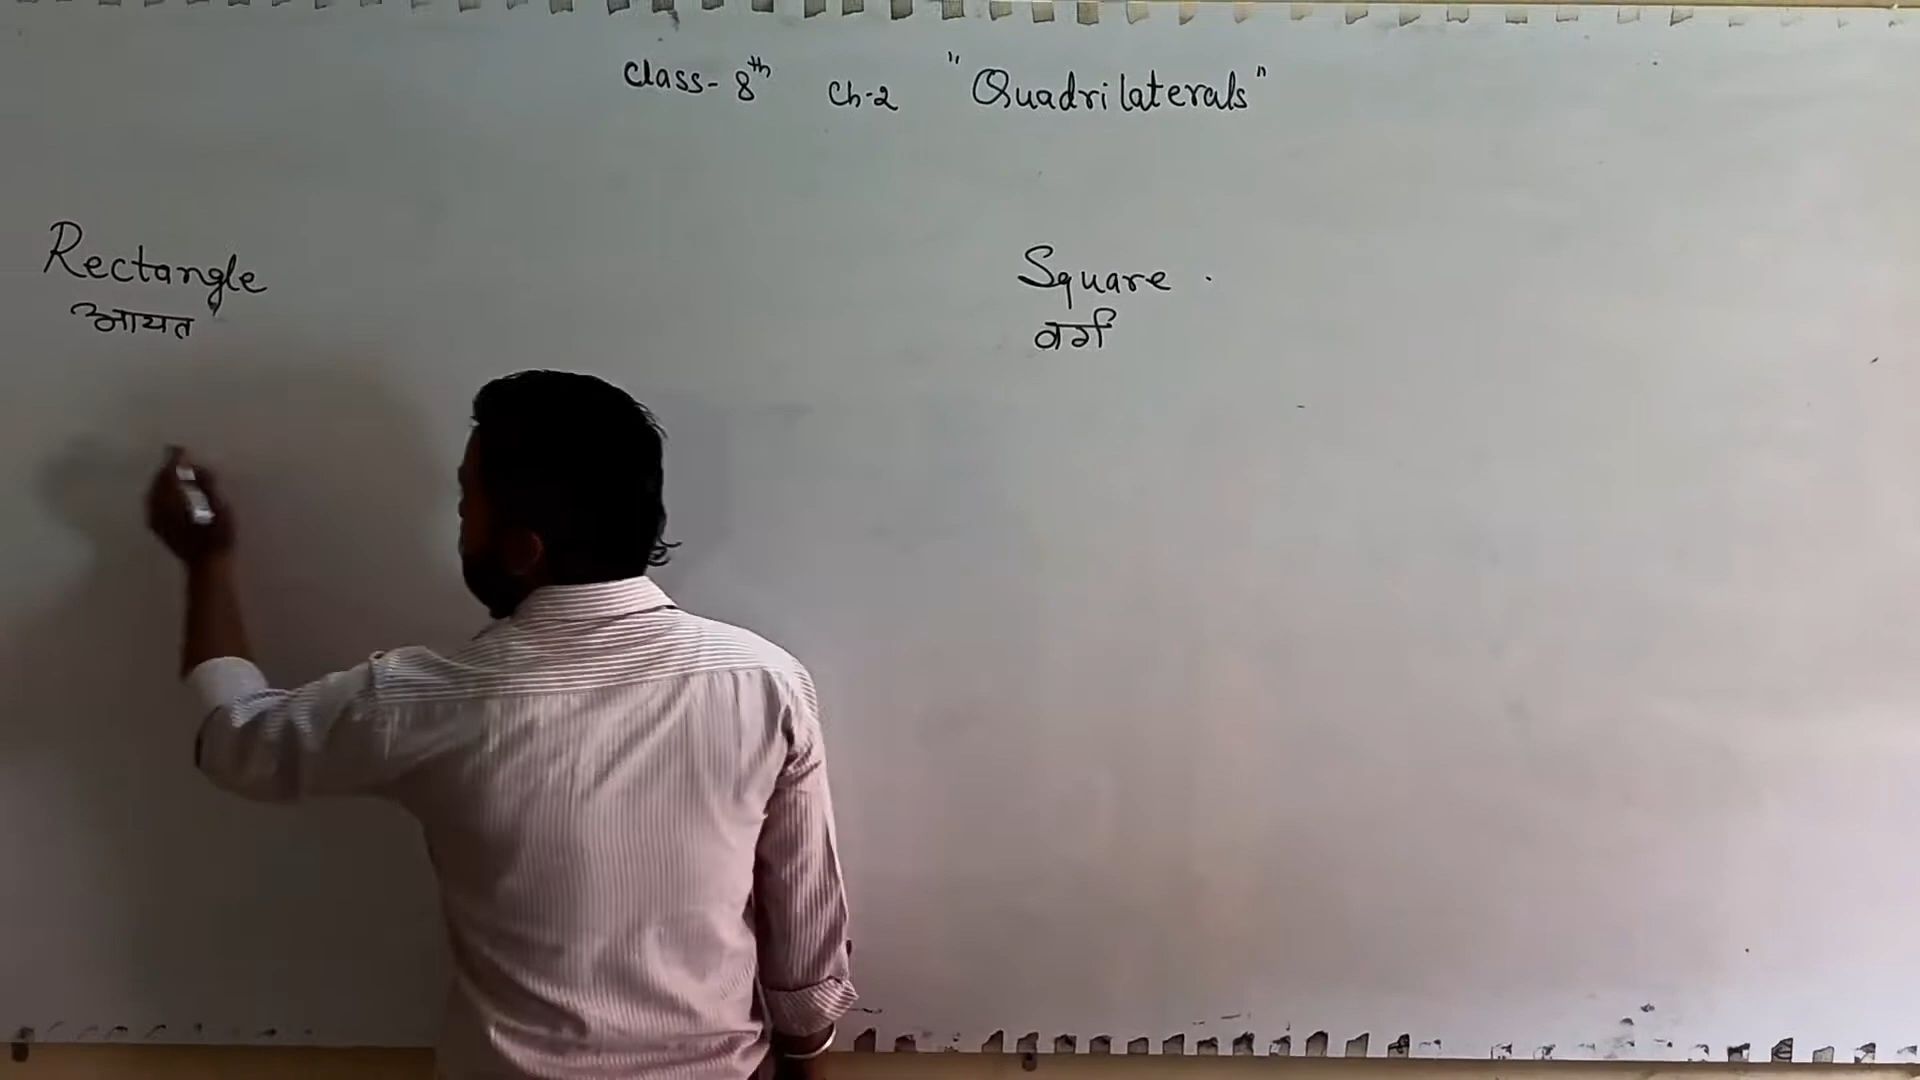 Class- 8th Ch-2 "Quadrilaterals"
Rectangle
आयत
Square .
वर्ग